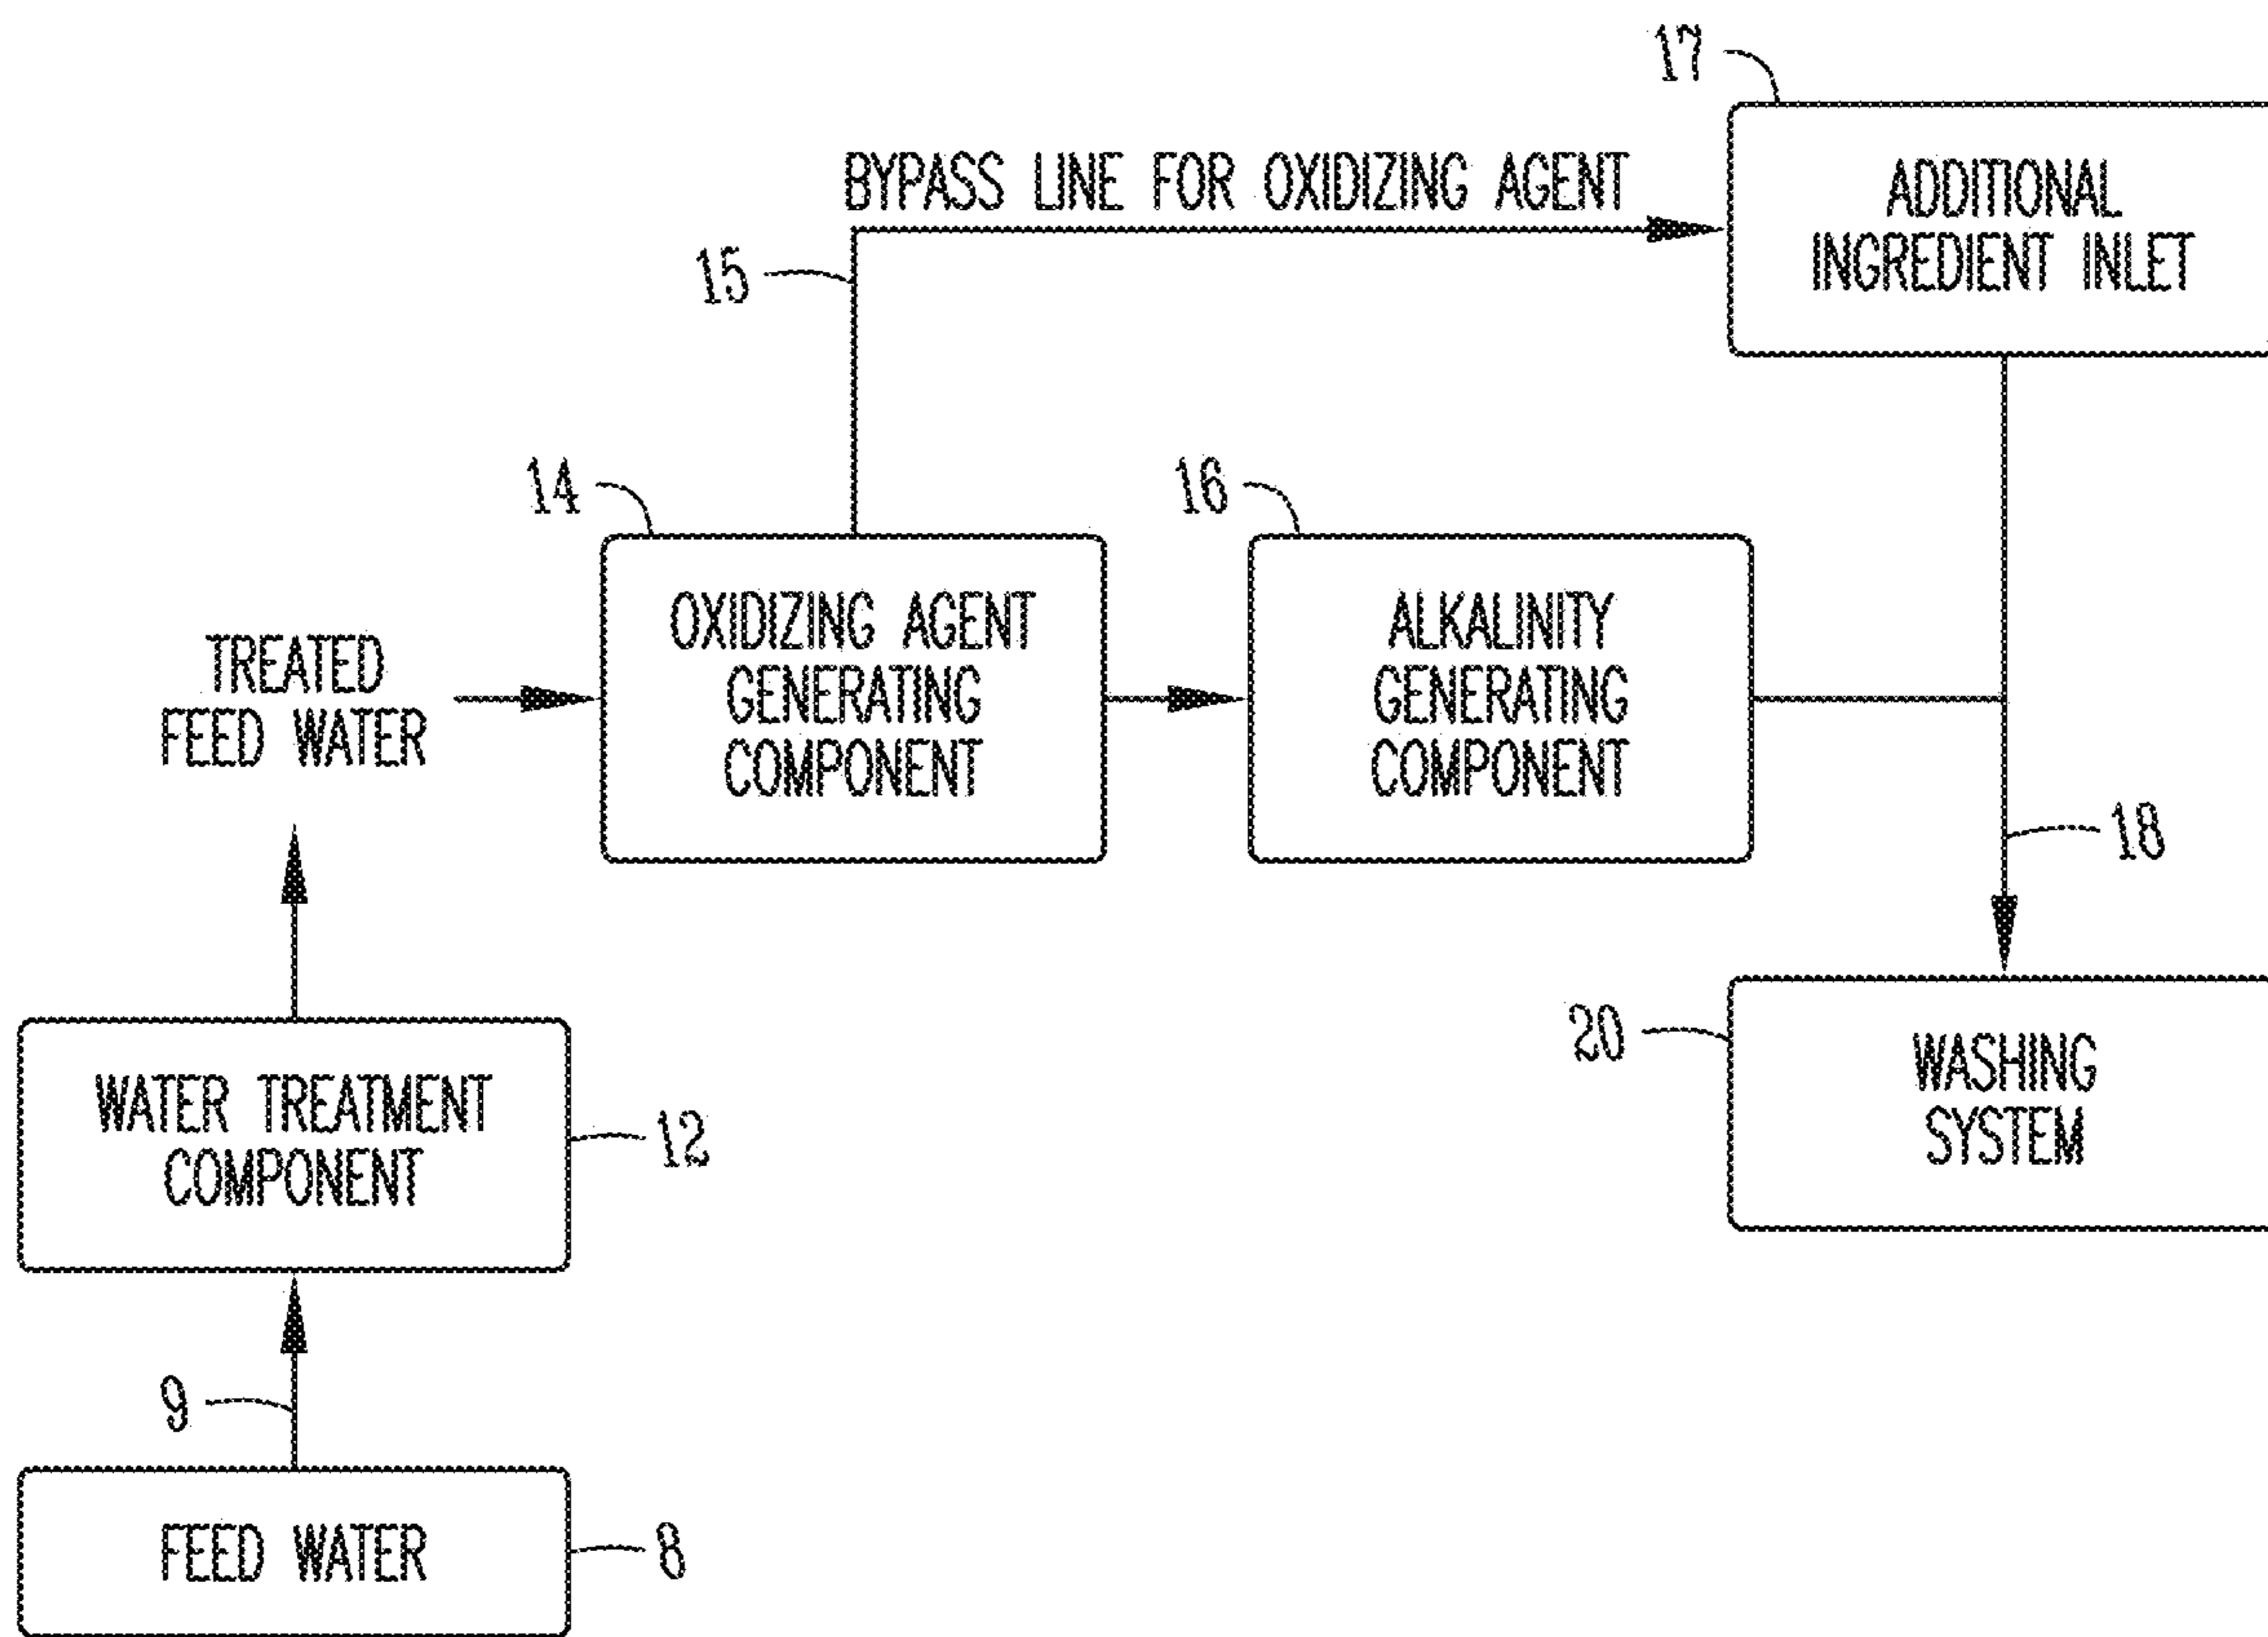 17
BYPASS LINE FOR OXIDIZING AGENT
ADDITIONAL
INGREDIENT INLET
15
14
16
OXIDIZING AGENT
GENERATING
COMPONENT
ALKALINITY
GENERATING
COMPONENT
TREATED
FEED WATER
18
20
WASHING
SYSTEM
WATER TREATMENT
COMPONENT
12
9
FEED WATER
8